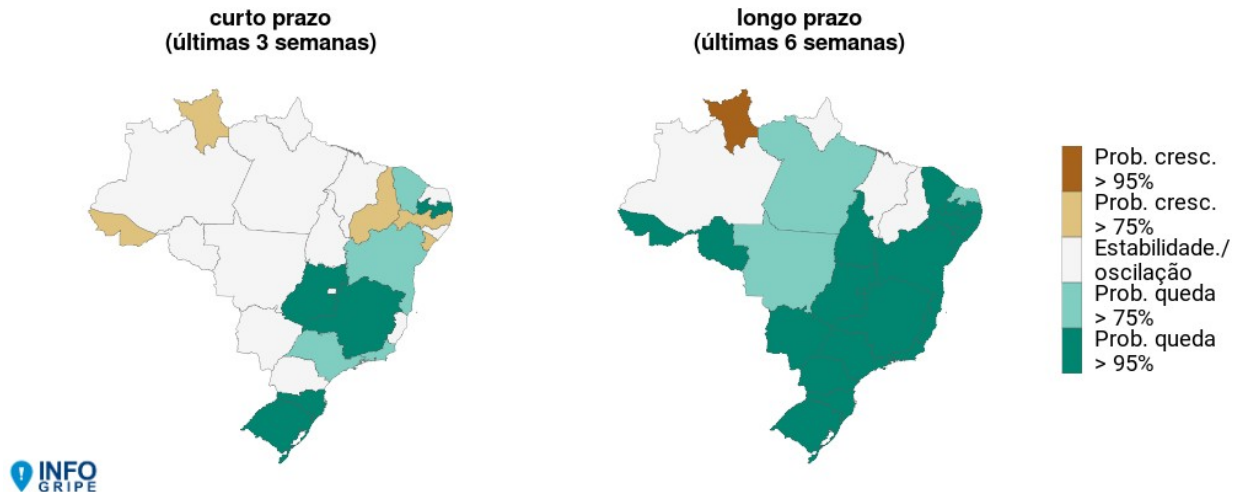 curto prazo
(últimas 3 semanas)
longo prazo
(últimas 6 semanas)
Prob. cresc.
> 95%
Prob. cresc.
> 75%
Estabilidade./
oscilação
Prob. queda
> 75%
Prob. queda
> 95%
INFO
GRIPE